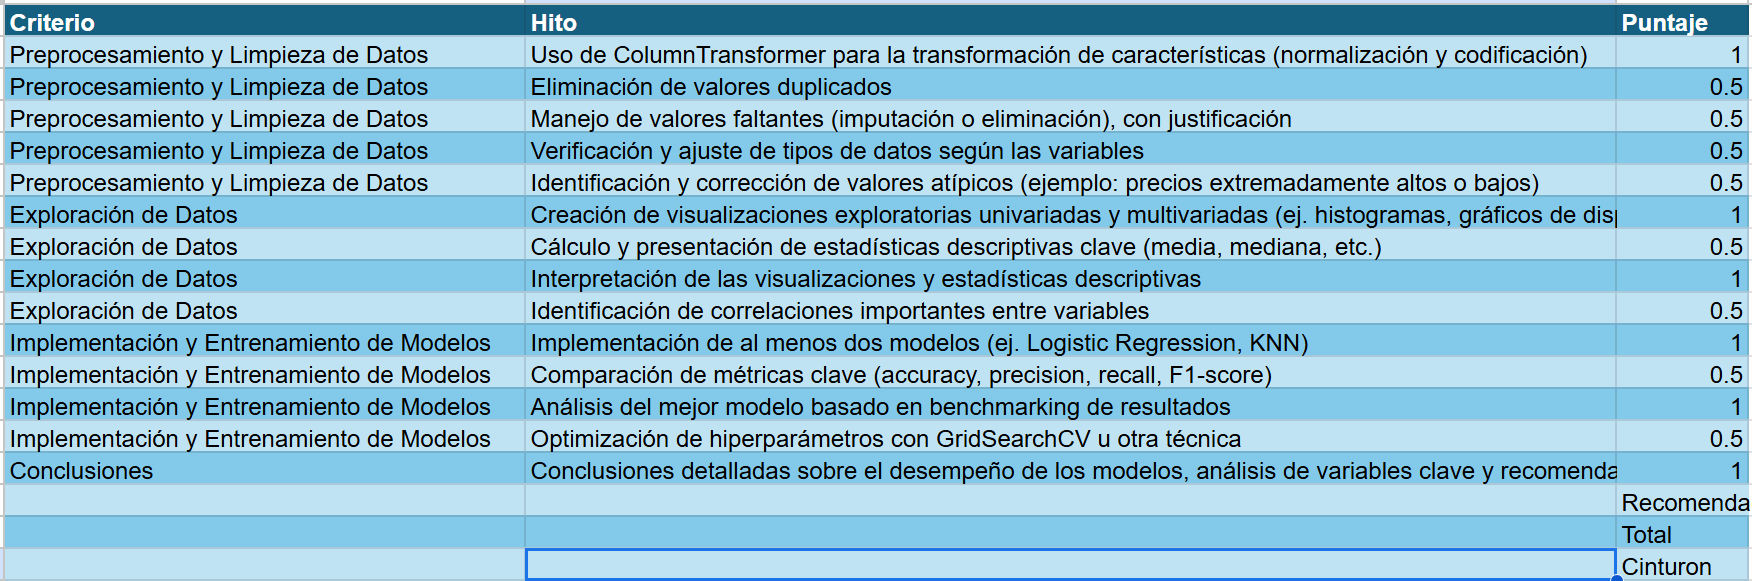 Criterio Hito Puntaje
Preprocesamiento y Limpieza de Datos Uso de ColumnTransformer para la transformación de características (normalización y codificación) 1
Preprocesamiento y Limpieza de Datos Eliminación de valores duplicados 0.5
Preprocesamiento y Limpieza de Datos Manejo de valores faltantes (imputación o eliminación), con justificación 0.5
Preprocesamiento y Limpieza de Datos Verificación y ajuste de tipos de datos según las variables 0.5
Preprocesamiento y Limpieza de Datos Identificación y corrección de valores atípicos (ejemplo: precios extremadamente altos o bajos) 0.5
Exploración de Datos Creación de visualizaciones exploratorias univariadas y multivariadas (ej. histogramas, gráficos de disp 1
Exploración de Datos Cálculo y presentación de estadísticas descriptivas clave (media, mediana, etc.) 0.5
Exploración de Datos Interpretación de las visualizaciones y estadísticas descriptivas 1
Exploración de Datos Identificación de correlaciones importantes entre variables 0.5
Implementación y Entrenamiento de Modelos Implementación de al menos dos modelos (ej. Logistic Regression, KNN) 1
Implementación y Entrenamiento de Modelos Comparación de métricas clave (accuracy, precision, recall, F1-score) 0.5
Implementación y Entrenamiento de Modelos Análisis del mejor modelo basado en benchmarking de resultados 1
Implementación y Entrenamiento de Modelos Optimización de hiperparámetros con GridSearchCV u otra técnica 0.5
Conclusiones Conclusiones detalladas sobre el desempeño de los modelos, análisis de variables clave y recomenda 1
Recomenda
Total
Cinturon